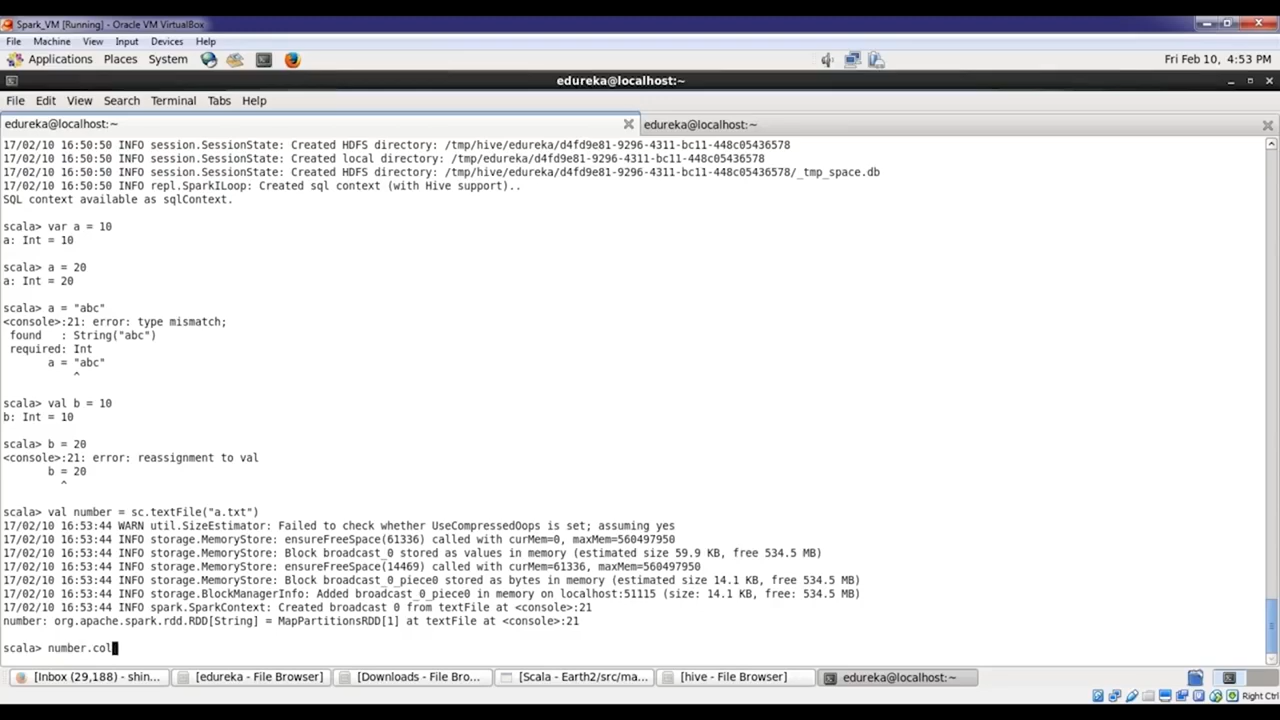 Spark_VM [Running] - Oracle VM VirtualBox
File Machine View Input Devices Help
Applications Places System Fri Feb 10, 4:53 PM
edureka@localhost:~
File Edit View Search Terminal Tabs Help
edureka@localhost:~ edureka@localhost:~
17/02/10 16:50:50 INFO session.SessionState: Created HDFS directory: /tmp/hive/edureka/d4fd9e81-9296-4311-bc11-448c05436578
17/02/10 16:50:50 INFO session.SessionState: Created local directory: /tmp/edureka/d4fd9e81-9296-4311-bc11-448c05436578
17/02/10 16:50:50 INFO session.SessionState: Created HDFS directory: /tmp/hive/edureka/d4fd9e81-9296-4311-bc11-448c05436578/_tmp_space.db
17/02/10 16:50:50 INFO repl.SparkILoop: Created sql context (with Hive support)..
SQL context available as sqlContext.
scala> var a = 10
a: Int = 10
scala> a = 20
a: Int = 20
scala> a = "abc"
<console>:21: error: type mismatch;
found   : String("abc")
required: Int
a = "abc"
^
scala> val b = 10
b: Int = 10
scala> b = 20
<console>:21: error: reassignment to val
b = 20
^
scala> val number = sc.textFile("a.txt")
17/02/10 16:53:44 WARN util.SizeEstimator: Failed to check whether UseCompressedOops is set; assuming yes
17/02/10 16:53:44 INFO storage.MemoryStore: ensureFreeSpace(61336) called with curMem=0, maxMem=560497950
17/02/10 16:53:44 INFO storage.MemoryStore: Block broadcast_0 stored as values in memory (estimated size 59.9 KB, free 534.5 MB)
17/02/10 16:53:44 INFO storage.MemoryStore: ensureFreeSpace(14469) called with curMem=61336, maxMem=560497950
17/02/10 16:53:44 INFO storage.MemoryStore: Block broadcast_0_piece0 stored as bytes in memory (estimated size 14.1 KB, free 534.5 MB)
17/02/10 16:53:44 INFO storage.BlockManagerInfo: Added broadcast_0_piece0 in memory on localhost:51115 (size: 14.1 KB, free: 534.5 MB)
17/02/10 16:53:44 INFO spark.SparkContext: Created broadcast 0 from textFile at <console>:21
number: org.apache.spark.rdd.RDD[String] = MapPartitionsRDD[1] at textFile at <console>:21
scala> number.col
[Inbox (29,188) - shin... [edureka - File Browser] [Downloads - File Bro... [Scala - Earth2/src/ma... [hive - File Browser] edureka@localhost:~
Right Ctrl